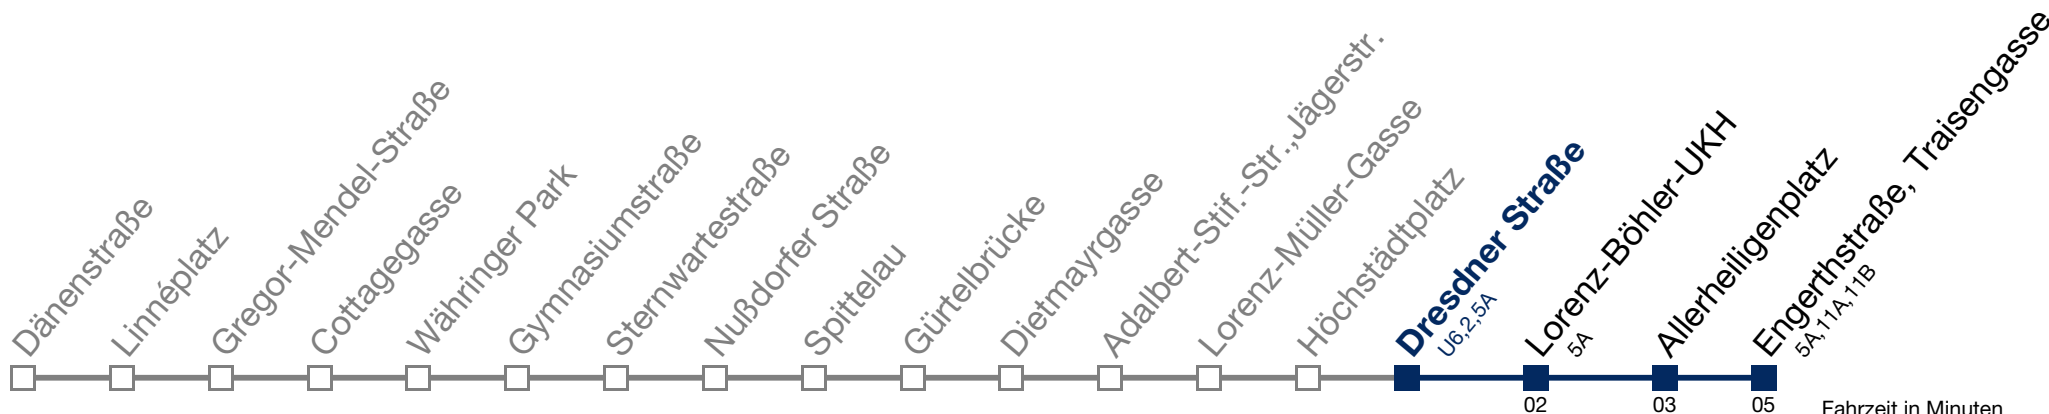 Dänenstraße
Linnéplatz
Gregor-Mendel-Straße
Cottagegasse
Währinger Park
Gymnasiumstraße
Sternwartestraße
Nußdorfer Straße
Spittelau
Gürtelbrücke
Dietmayrgasse
Adalbert-Stif.-Str.,Jägerstr.
Lorenz-Müller-Gasse
Höchstädtplatz
Dresdner Straße
U6,2,5A
Lorenz-Böhler-UKH
5A
Allerheiligenplatz
Engerthstraße, Traisengasse
5A,11A,11B
02
03
05
Fahrzeit in Minuten